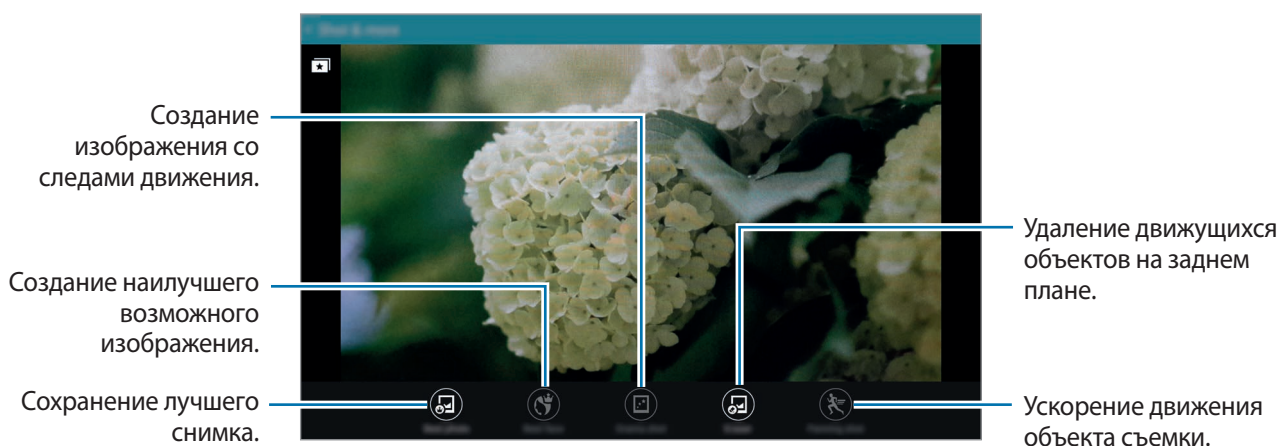 Создание
изображения со
следами движения.
Создание наилучшего
возможного
изображения.
Сохранение лучшего
снимка.
Удаление движущихся
объектов на заднем
плане.
Ускорение движения
объекта съемки.